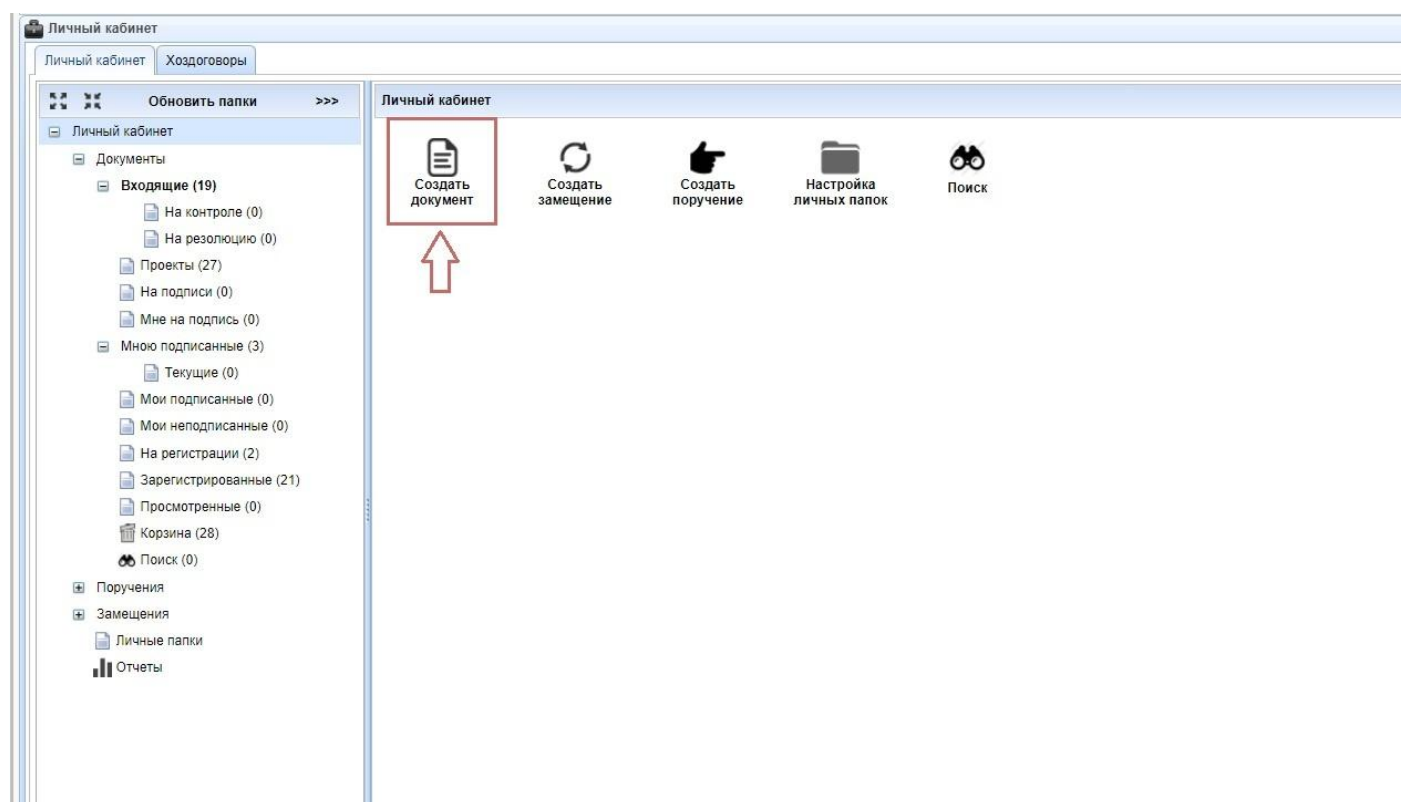 Личный кабинет
Личный кабинет Хоздоговоры
Обновить папки >>>
Личный кабинет
Документы
Входящие (19)
На контроле (0)
На резолюцию (0)
Проекты (27)
На подписи (0)
Мне на подпись (0)
Мною подписанные (3)
Текущие (0)
Мои подписанные (0)
Мои неподписанные (0)
На регистрации (2)
Зарегистрированные (21)
Просмотренные (0)
Корзина (28)
Поиск (0)
Поручения
Замещения
Личные папки
Отчеты
Личный кабинет
Создать
документ
Создать
замещение
Создать
поручение
Настройка
личных папок
Поиск